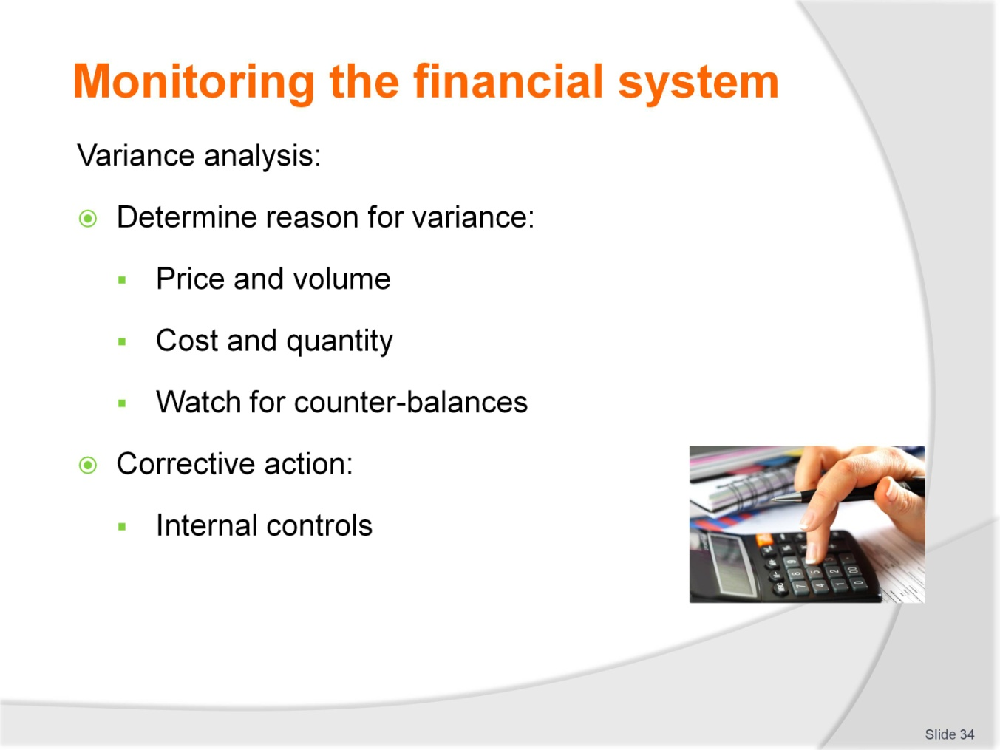 Monitoring the financial system
Variance analysis:
Determine reason for variance:
Price and volume
Cost and quantity
Watch for counter-balances
Corrective action:
Internal controls
Slide 34